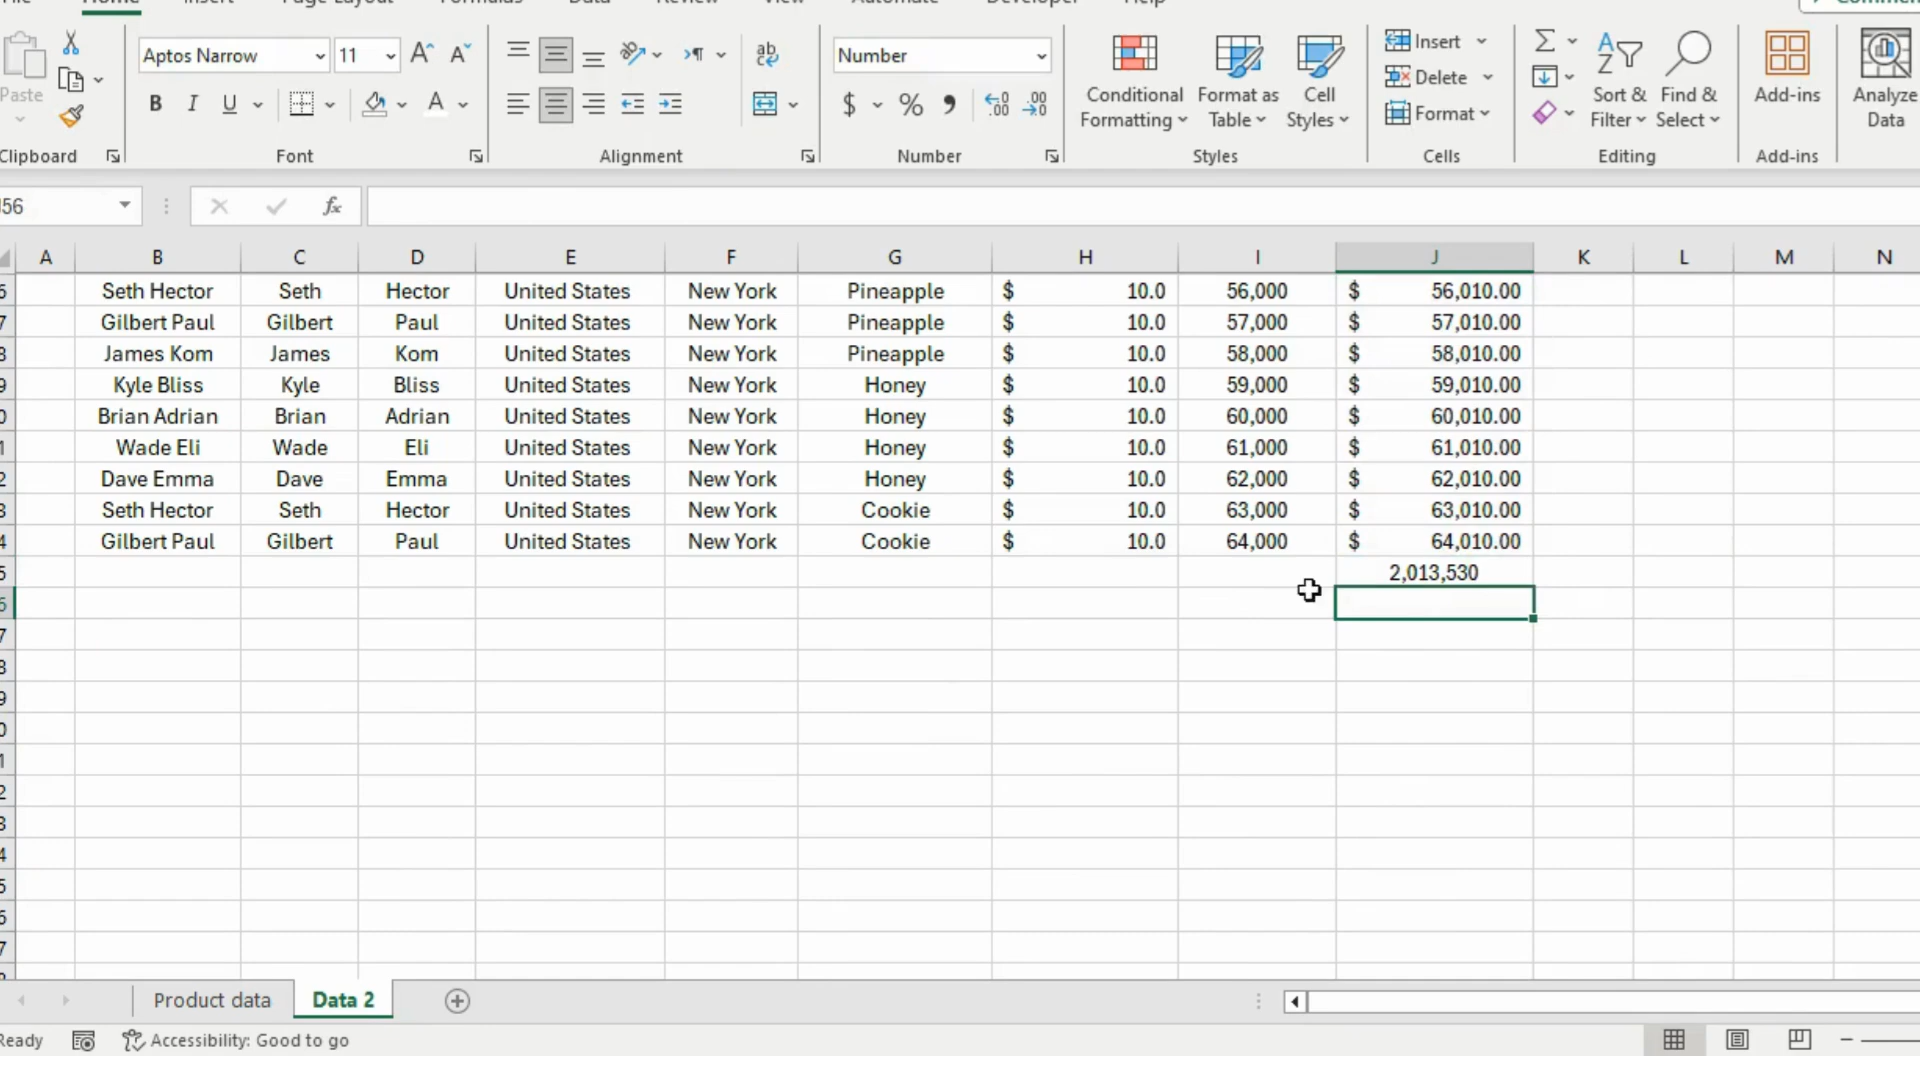 Home Insert Page Layout Formulas Data Review View Automate Developer Help
Aptos Narrow 11 Number Insert
Paste Delete
B I U A $ % Conditional Formatting Format as Table Cell Styles Format Sort & Filter Find & Select Add-ins Analyze Data
Clipboard Font Alignment Number Styles Cells Editing Add-ins
fx
A B C D E F G H I J K L M N
Seth Hector Seth Hector United States New York Pineapple $ 10.0 56,000 $ 56,010.00
Gilbert Paul Gilbert Paul United States New York Pineapple $ 10.0 57,000 $ 57,010.00
James Kom James Kom United States New York Pineapple $ 10.0 58,000 $ 58,010.00
Kyle Bliss Kyle Bliss United States New York Honey $ 10.0 59,000 $ 59,010.00
Brian Adrian Brian Adrian United States New York Honey $ 10.0 60,000 $ 60,010.00
Wade Eli Wade Eli United States New York Honey $ 10.0 61,000 $ 61,010.00
Dave Emma Dave Emma United States New York Honey $ 10.0 62,000 $ 62,010.00
Seth Hector Seth Hector United States New York Cookie $ 10.0 63,000 $ 63,010.00
Gilbert Paul Gilbert Paul United States New York Cookie $ 10.0 64,000 $ 64,010.00
2,013,530
Product data Data 2
Ready Accessibility: Good to go